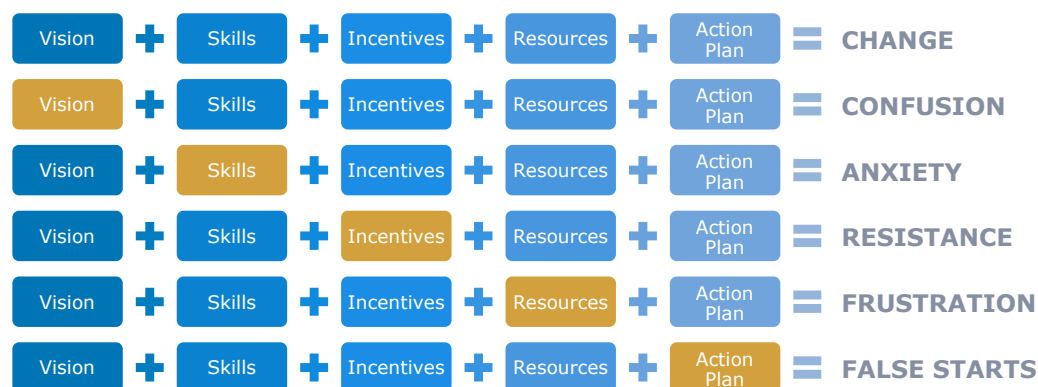 Vision + Skills + Incentives + Resources + Action Plan = CHANGE
Vision + Skills + Incentives + Resources + Action Plan = CONFUSION
Vision + Skills + Incentives + Resources + Action Plan = ANXIETY
Vision + Skills + Incentives + Resources + Action Plan = RESISTANCE
Vision + Skills + Incentives + Resources + Action Plan = FRUSTRATION
Vision + Skills + Incentives + Resources + Action Plan = FALSE STARTS